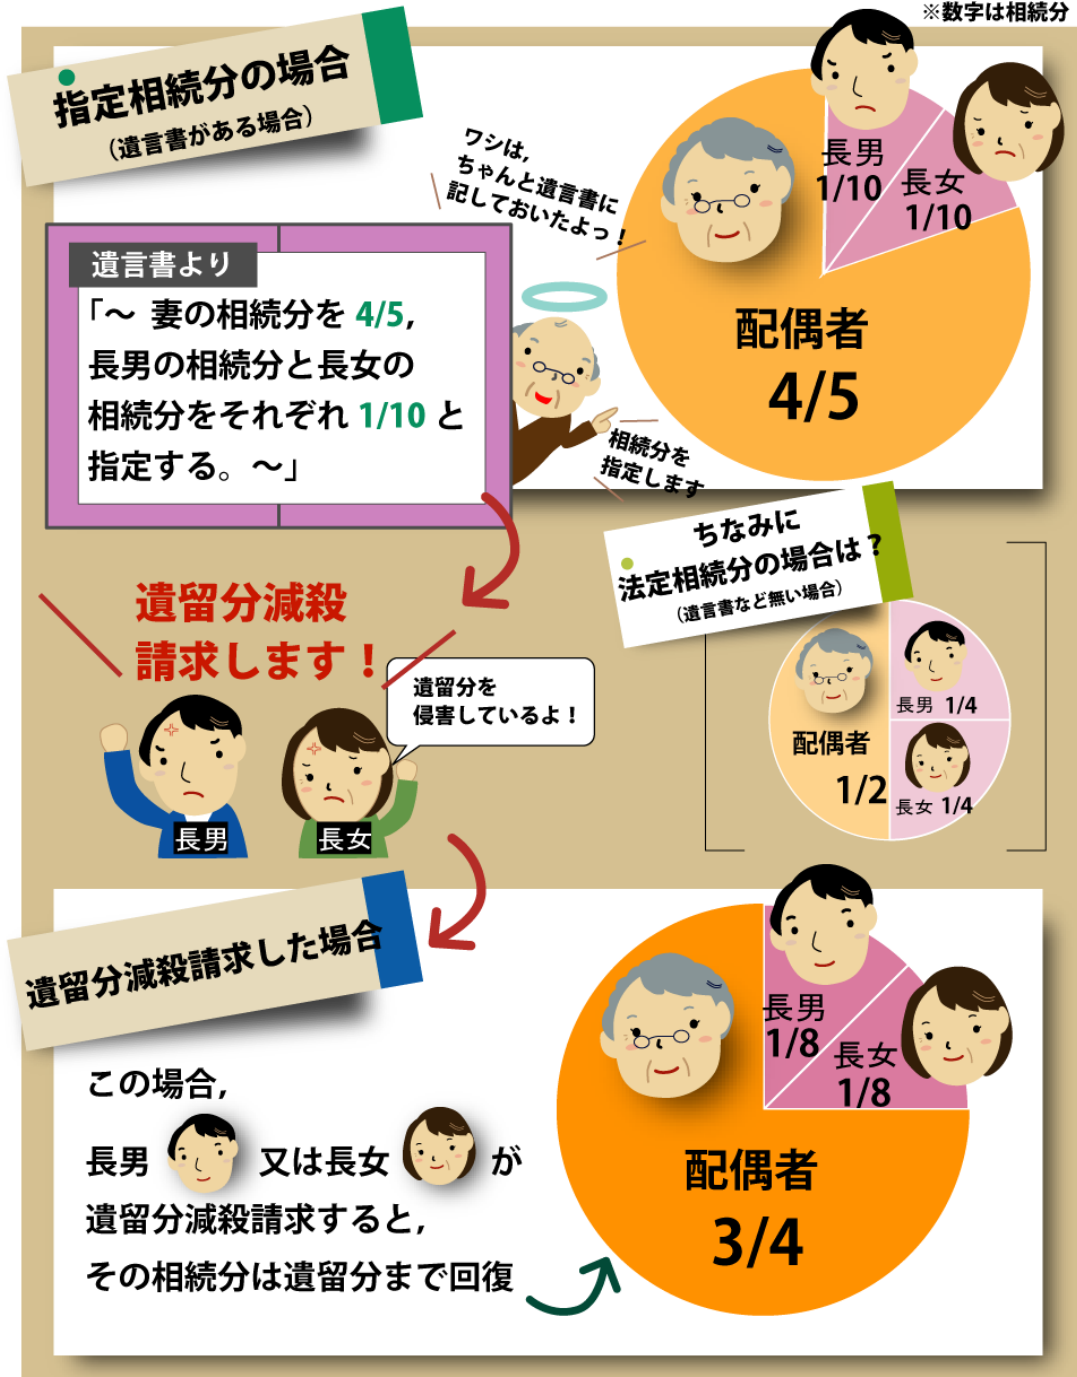 ※数字は相続分
指定相続分の場合
（遺言書がある場合）
ワシは,
ちゃんと遺言書に
記しておいたよっ！
長男
1/10
長女
1/10
配偶者
4/5
遺言書より
「～ 妻の相続分を 4/5,
長男の相続分と長女の
相続分をそれぞれ 1/10 と
指定する。～」
相続分を
指定します
ちなみに
法定相続分の場合は？
（遺言書など無い場合）
配偶者
1/2
長男 1/4
長女 1/4
遺留分減殺
請求します！
遺留分を
侵害しているよ！
長男
長女
遺留分減殺請求した場合
この場合,
長男 又は長女 が
遺留分減殺請求すると,
その相続分は遺留分まで回復
長男
1/8
長女
1/8
配偶者
3/4